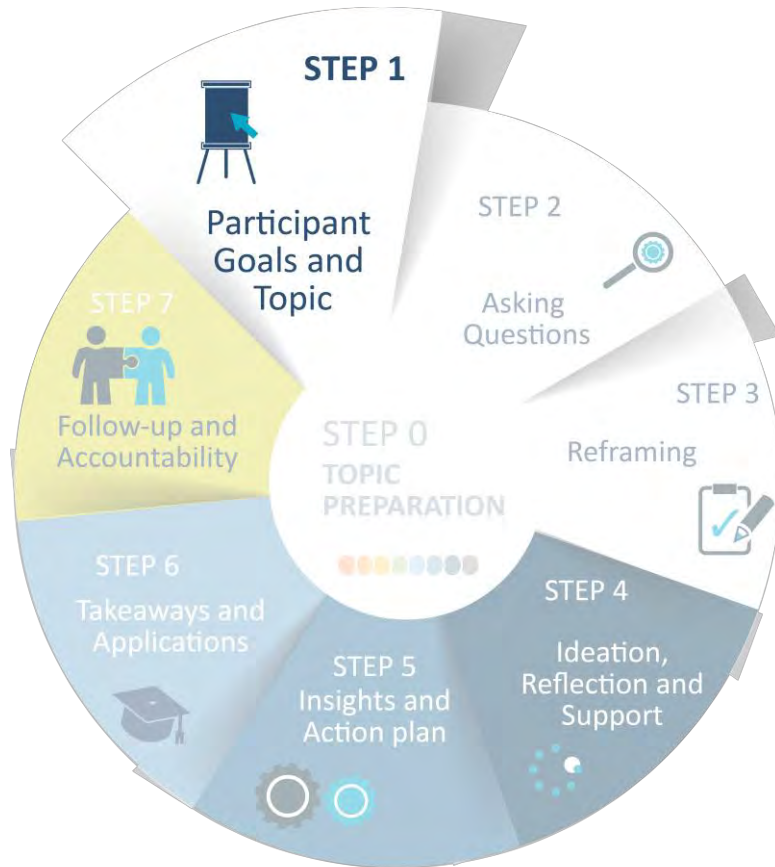 STEP 1
Participant
Goals and
Topic
STEP 2
Asking
Questions
STEP 3
Reframing
STEP 4
Ideation,
Reflection and
Support
STEP 5
Insights and
Action plan
STEP 6
Takeaways and
Applications
STEP 7
Follow-up and
Accountability
STEP 0
TOPIC
PREPARATION